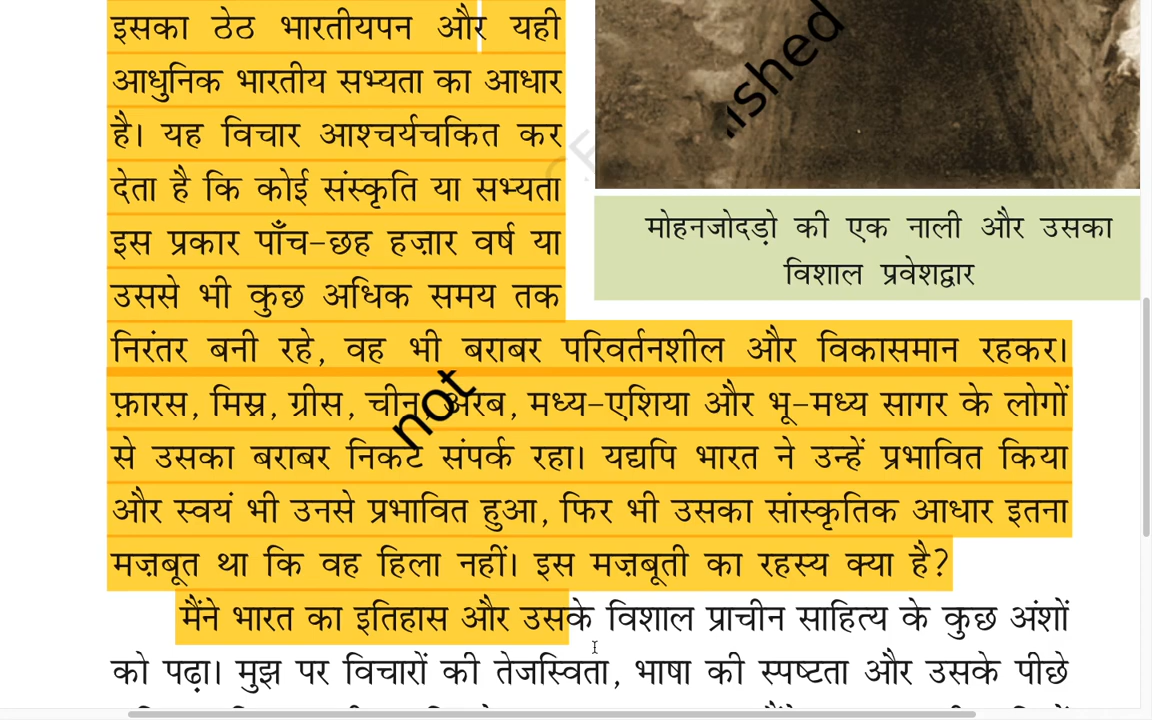 इसका ठेठ भारतीयपन और यही
आधुनिक भारतीय सभ्यता का आधार
है। यह विचार आश्चर्यचकित कर
देता है कि कोई संस्कृति या सभ्यता
इस प्रकार पाँच-छह हज़ार वर्ष या
उससे भी कुछ अधिक समय तक
ished
मोहनजोदड़ो की एक नाली और उसका
विशाल प्रवेशद्वार
निरंतर बनी रहे, वह भी बराबर परिवर्तनशील और विकासमान रहकर।
फ़ारस, मिस्र, ग्रीस, चीन, अरब, मध्य-एशिया और भू-मध्य सागर के लोगों
not
से उसका बराबर निकट संपर्क रहा। यद्यपि भारत ने उन्हें प्रभावित किया
और स्वयं भी उनसे प्रभावित हुआ, फिर भी उसका सांस्कृतिक आधार इतना
मज़बूत था कि वह हिला नहीं। इस मज़बूती का रहस्य क्या है?
मैंने भारत का इतिहास और उसके विशाल प्राचीन साहित्य के कुछ अंशों
को पढ़ा। मुझ पर विचारों की तेजस्विता, भाषा की स्पष्टता और उसके पीछे